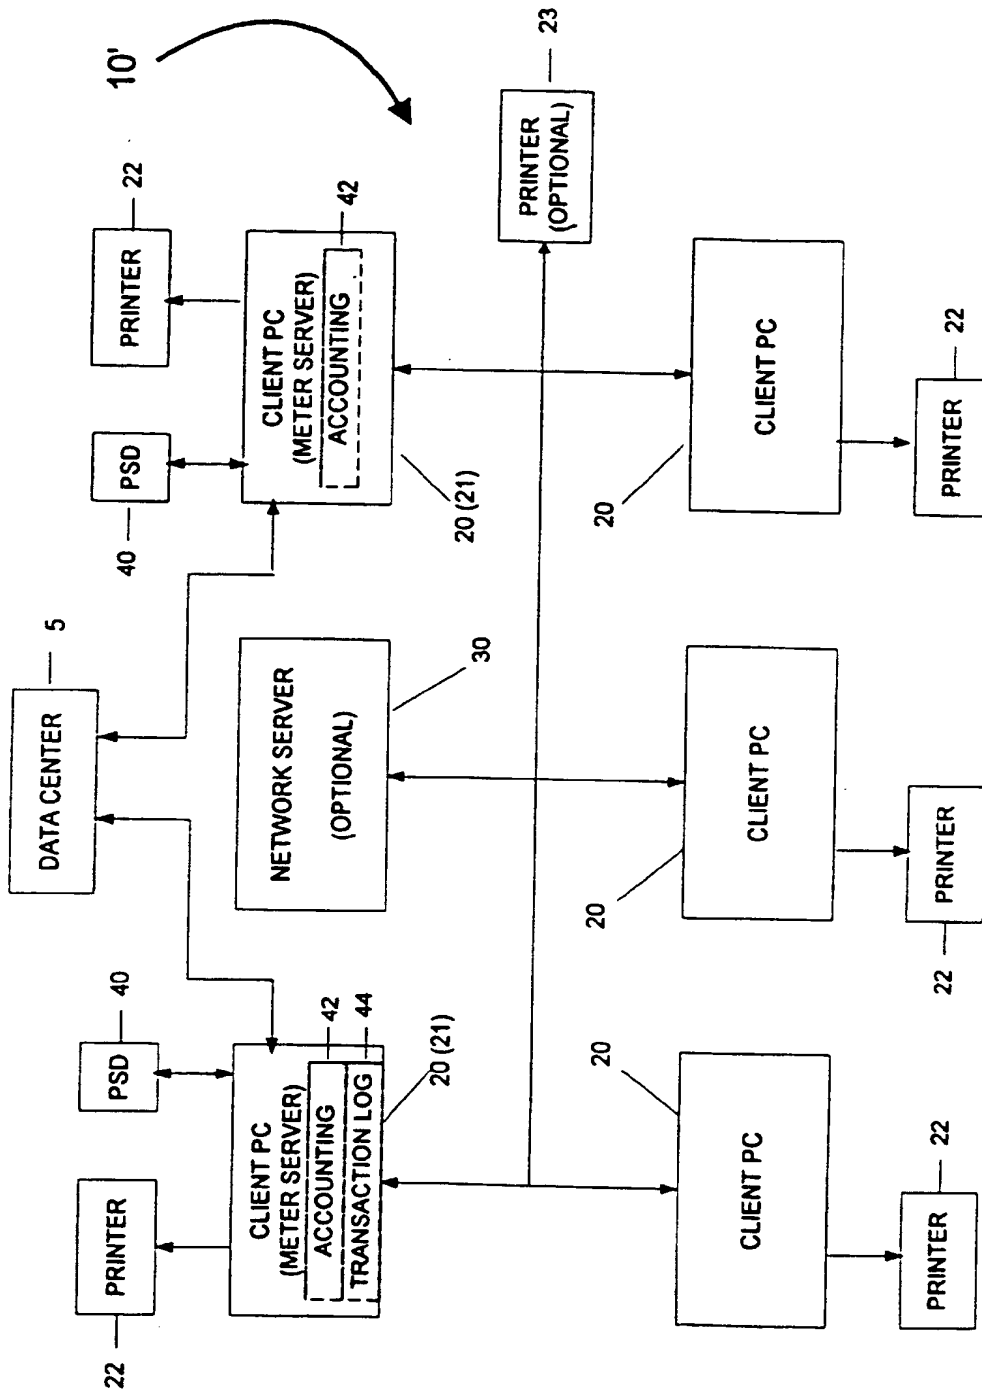 10'
DATA CENTER
5
22
PRINTER
PSD
40
CLIENT PC
(METER SERVER)
ACCOUNTING
42
TRANSACTION LOG
44
20 (21)
NETWORK SERVER
(OPTIONAL)
30
40
PSD
PRINTER
22
CLIENT PC
(METER SERVER)
ACCOUNTING
42
20 (21)
PRINTER
(OPTIONAL)
23
20
CLIENT PC
PRINTER
22
20
CLIENT PC
PRINTER
22
20
CLIENT PC
PRINTER
22